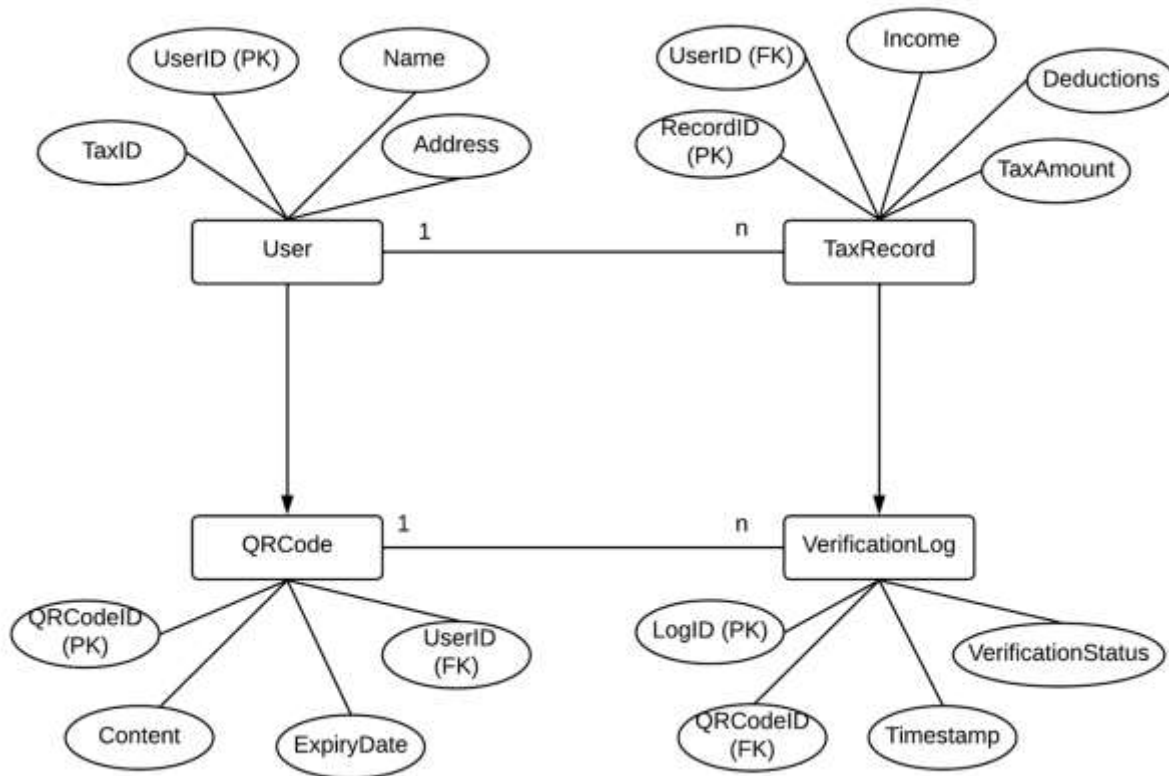 UserID (PK)
Name
TaxID
Address
UserID (FK)
Income
Deductions
RecordID
(PK)
TaxAmount
User
1
n
TaxRecord
QRCode
1
n
VerificationLog
QRCodeID
(PK)
UserID
(FK)
Content
ExpiryDate
LogID (PK)
VerificationStatus
QRCodeID
(FK)
Timestamp